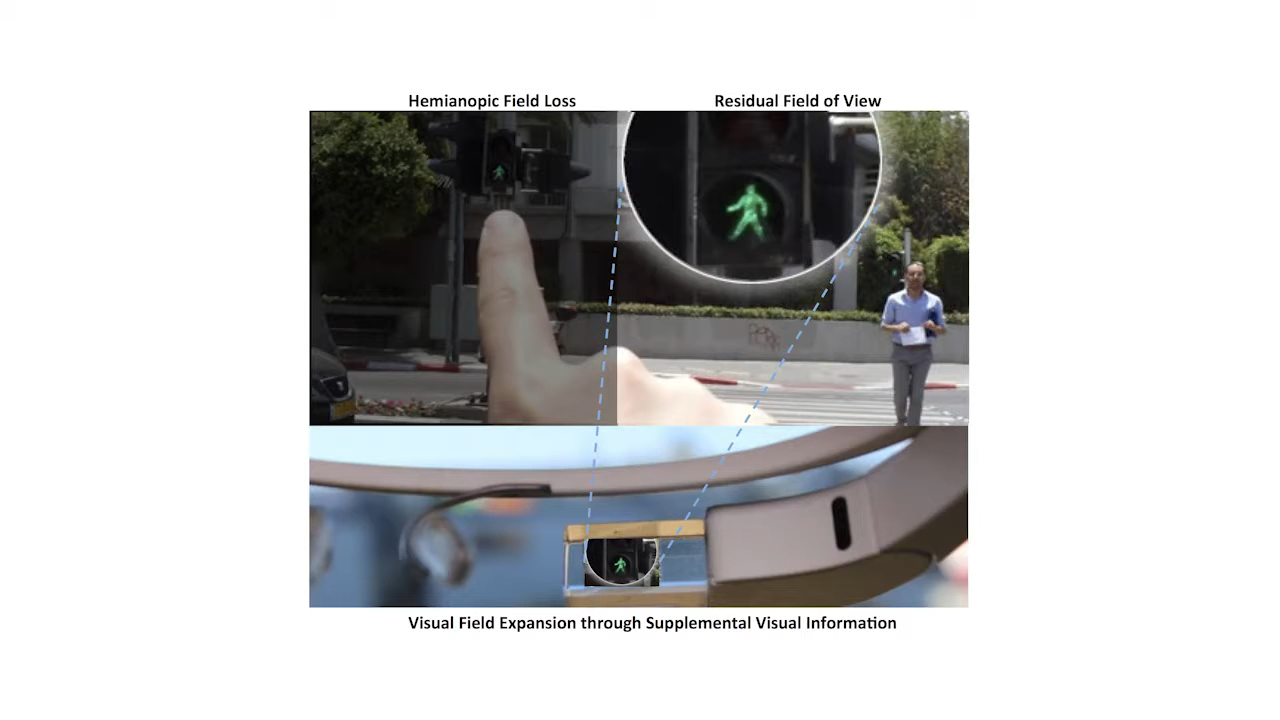 Hemianopic Field Loss
Residual Field of View
Visual Field Expansion through Supplemental Visual Information